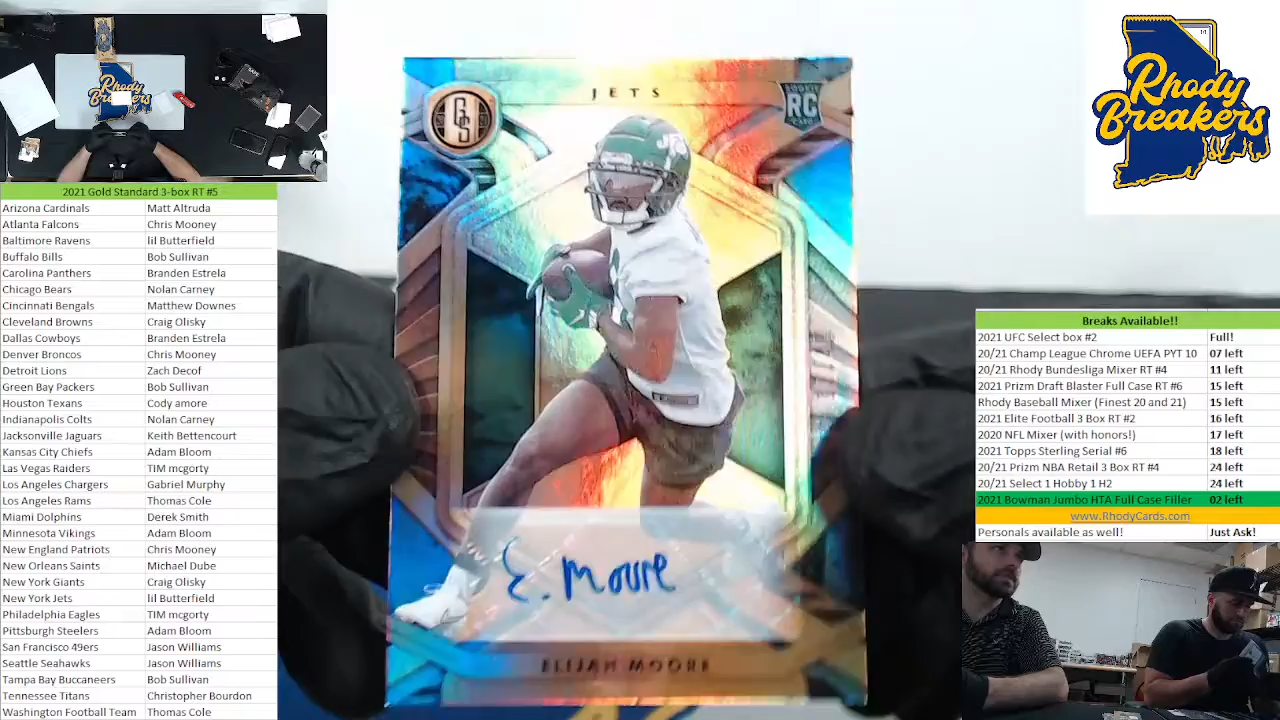 Rhody
Breakers
2021 Gold Standard 3-box RT #5
Arizona Cardinals Matt Altruda
Atlanta Falcons Chris Mooney
Baltimore Ravens lil Butterfield
Buffalo Bills Bob Sullivan
Carolina Panthers Branden Estrela
Chicago Bears Nolan Carney
Cincinnati Bengals Matthew Downes
Cleveland Browns Craig Olisky
Dallas Cowboys Branden Estrela
Denver Broncos Chris Mooney
Detroit Lions Zach Decof
Green Bay Packers Bob Sullivan
Houston Texans Cody amore
Indianapolis Colts Nolan Carney
Jacksonville Jaguars Keith Bettencourt
Kansas City Chiefs Adam Bloom
Las Vegas Raiders TIM mcgorty
Los Angeles Chargers Gabriel Murphy
Los Angeles Rams Thomas Cole
Miami Dolphins Derek Smith
Minnesota Vikings Adam Bloom
New England Patriots Chris Mooney
New Orleans Saints Michael Dube
New York Giants Craig Olisky
New York Jets lil Butterfield
Philadelphia Eagles TIM mcgorty
Pittsburgh Steelers Adam Bloom
San Francisco 49ers Jason Williams
Seattle Seahawks Jason Williams
Tampa Bay Buccaneers Bob Sullivan
Tennessee Titans Christopher Bourdon
Washington Football Team Thomas Cole
JETS
GS
ROOKIE
RC
CARD
E. Moore
ELIJAH MOORE
Rhody
Breakers
Breaks Available!!
2021 UFC Select box #2 Full!
20/21 Champ League Chrome UEFA PYT 10 07 left
20/21 Rhody Bundesliga Mixer RT #4 11 left
2021 Prizm Draft Blaster Full Case RT #6 15 left
Rhody Baseball Mixer (Finest 20 and 21) 15 left
2021 Elite Football 3 Box RT #2 16 left
2020 NFL Mixer (with honors!) 17 left
2021 Topps Sterling Serial #6 18 left
20/21 Prizm NBA Retail 3 Box RT #4 24 left
20/21 Select 1 Hobby 1 H2 24 left
2021 Bowman Jumbo HTA Full Case Filler 02 left
www.RhodyCards.com
Personals available as well! Just Ask!